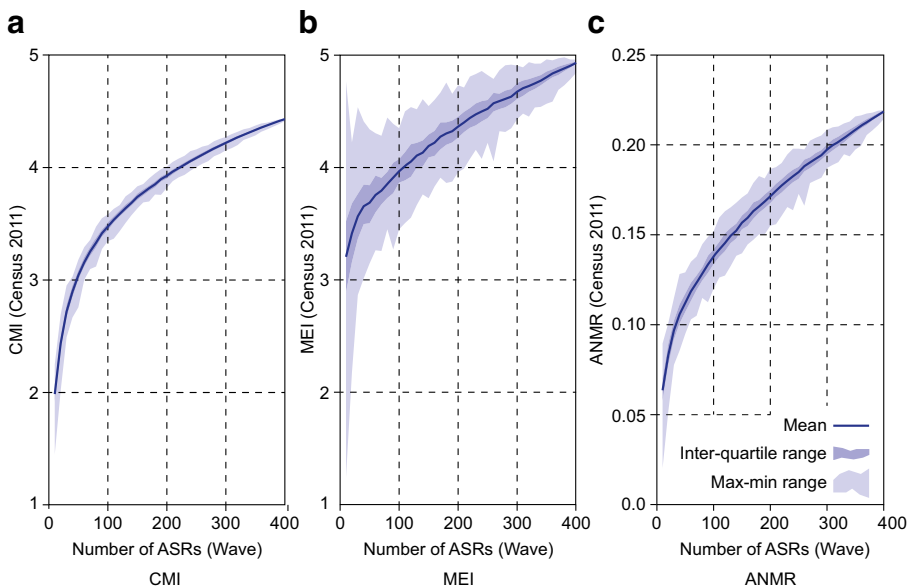 a
b
c
5
4
3
2
1
CMI (Census 2011)
0
100
200
300
400
Number of ASRs (Wave)
CMI
5
4
3
2
1
MEI (Census 2011)
0
100
200
300
400
Number of ASRs (Wave)
MEI
0.25
0.20
0.15
0.10
0.05
0.0
ANMR (Census 2011)
Mean
Inter-quartile range
Max-min range
0
100
200
300
400
Number of ASRs (Wave)
ANMR